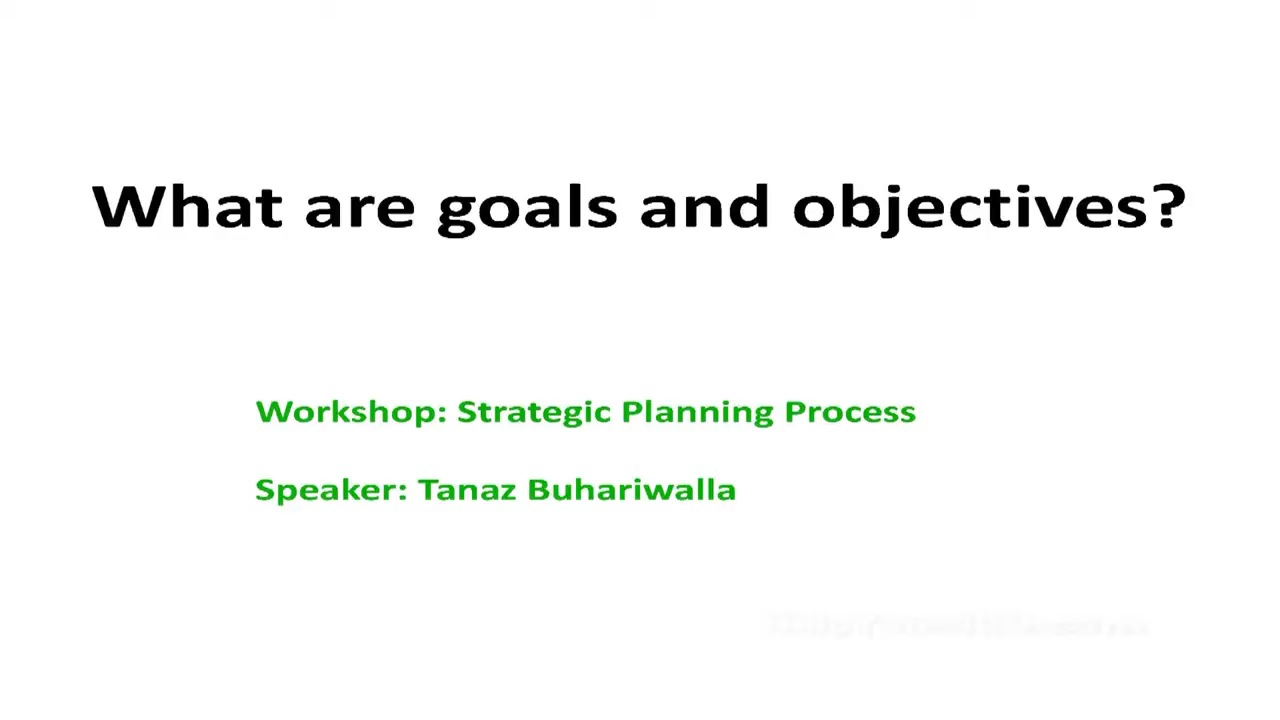 What are goals and objectives?
Workshop: Strategic Planning Process
Speaker: Tanaz Buhariwalla